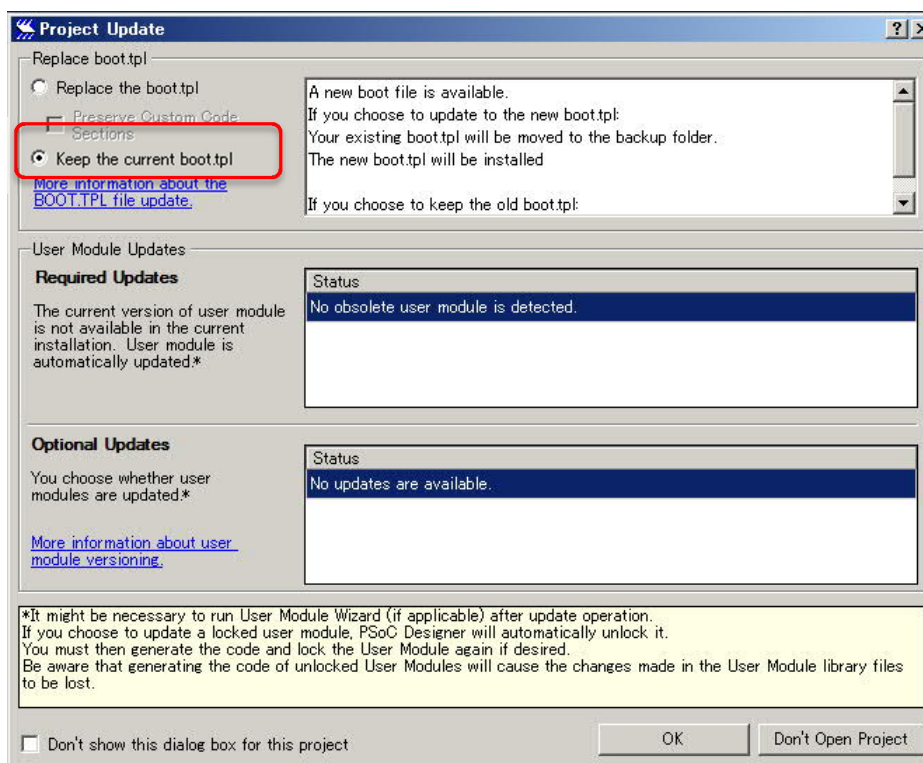 Project Update
Replace boot.tpl
Replace the boot.tpl
Preserve Custom Code
Sections
Keep the current boot.tpl
More information about the
BOOT.TPL file update.
A new boot file is available.
If you choose to update to the new boot.tpl:
Your existing boot.tpl will be moved to the backup folder.
The new boot.tpl will be installed
If you choose to keep the old boot.tpl:
User Module Updates
Required Updates
The current version of user module
is not available in the current
installation. User module is
automatically updated.*
Status
No obsolete user module is detected.
Optional Updates
You choose whether user
modules are updated.*
More information about user
module versioning.
Status
No updates are available.
*It might be necessary to run User Module Wizard (if applicable) after update operation.
If you choose to update a locked user module, PSoC Designer will automatically unlock it.
You must then generate the code and lock the User Module again if desired.
Be aware that generating the code of unlocked User Modules will cause the changes made in the User Module library files
to be lost.
Don't show this dialog box for this project
OK
Don't Open Project